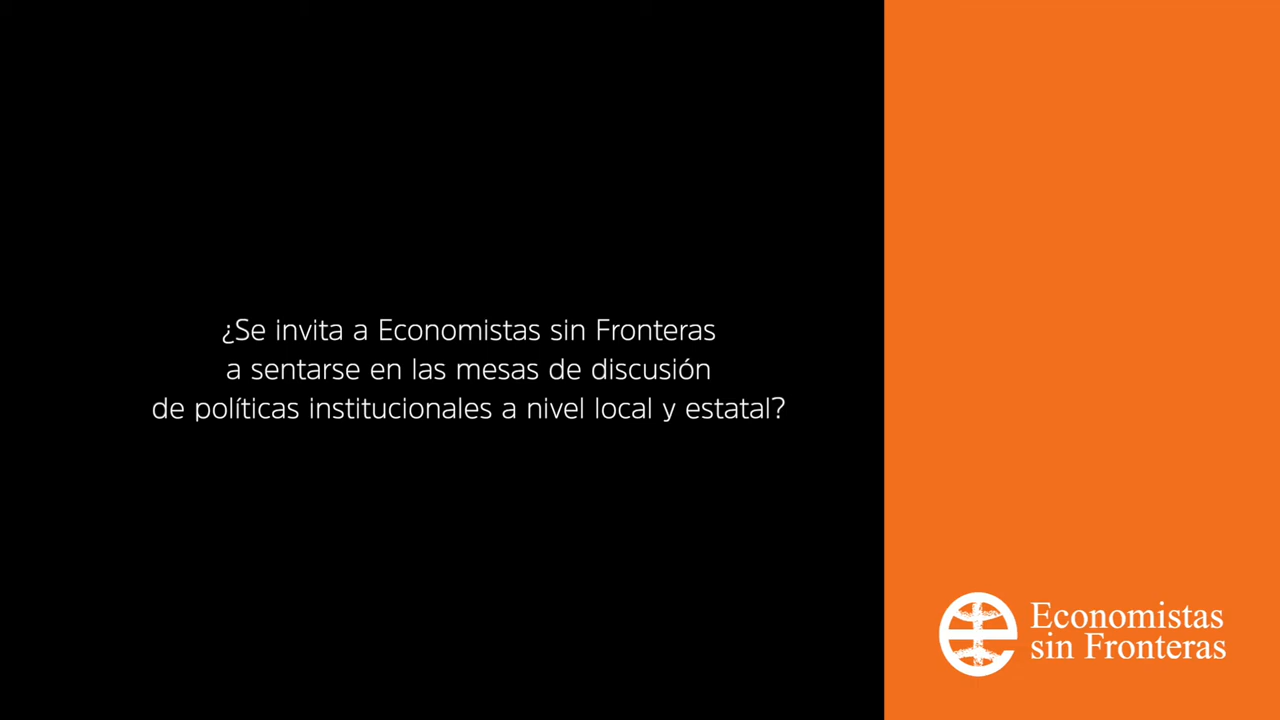 ¿Se invita a Economistas sin Fronteras
a sentarse en las mesas de discusión
de políticas institucionales a nivel local y estatal?
Economistas
sin Fronteras